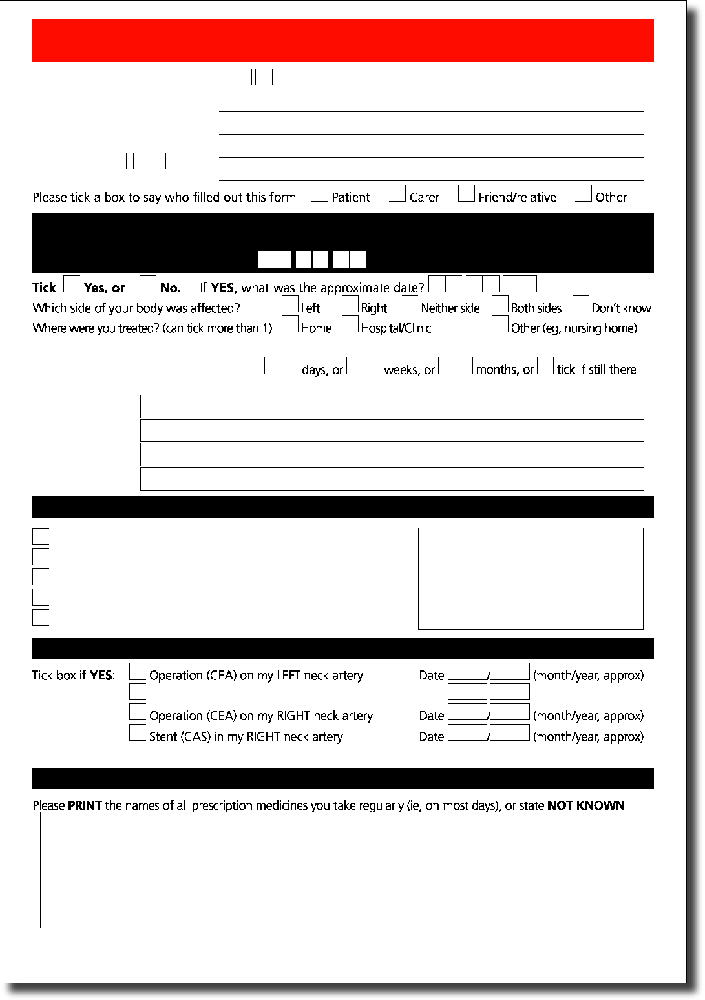 Please tick a box to say who filled out this form Patient Carer Friend/relative Other
Tick Yes, or No. If YES, what was the approximate date?
Which side of your body was affected? Left Right Neither side Both sides Don't know
Where were you treated? (can tick more than 1) Home Hospital/Clinic Other (eg, nursing home)
days, or weeks, or months, or tick if still there
Tick box if YES: Operation (CEA) on my LEFT neck artery Date / (month/year, approx)
Operation (CEA) on my RIGHT neck artery Date / (month/year, approx)
Stent (CAS) in my RIGHT neck artery Date / (month/year, approx)
Please PRINT the names of all prescription medicines you take regularly (ie, on most days), or state NOT KNOWN